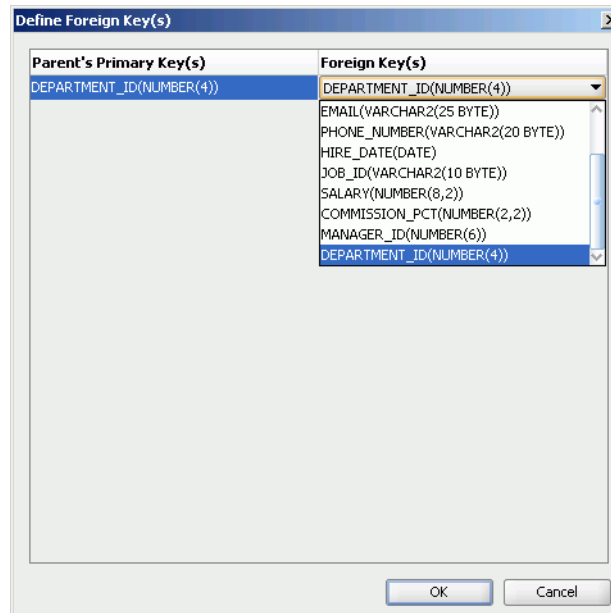 Define Foreign Key(s)
Parent's Primary Key(s) Foreign Key(s)
DEPARTMENT_ID(NUMBER(4)) DEPARTMENT_ID(NUMBER(4))
EMAIL(VARCHAR2(25 BYTE))
PHONE_NUMBER(VARCHAR2(20 BYTE))
HIRE_DATE(DATE)
JOB_ID(VARCHAR2(10 BYTE))
SALARY(NUMBER(8,2))
COMMISSION_PCT(NUMBER(2,2))
MANAGER_ID(NUMBER(6))
DEPARTMENT_ID(NUMBER(4))
OK Cancel